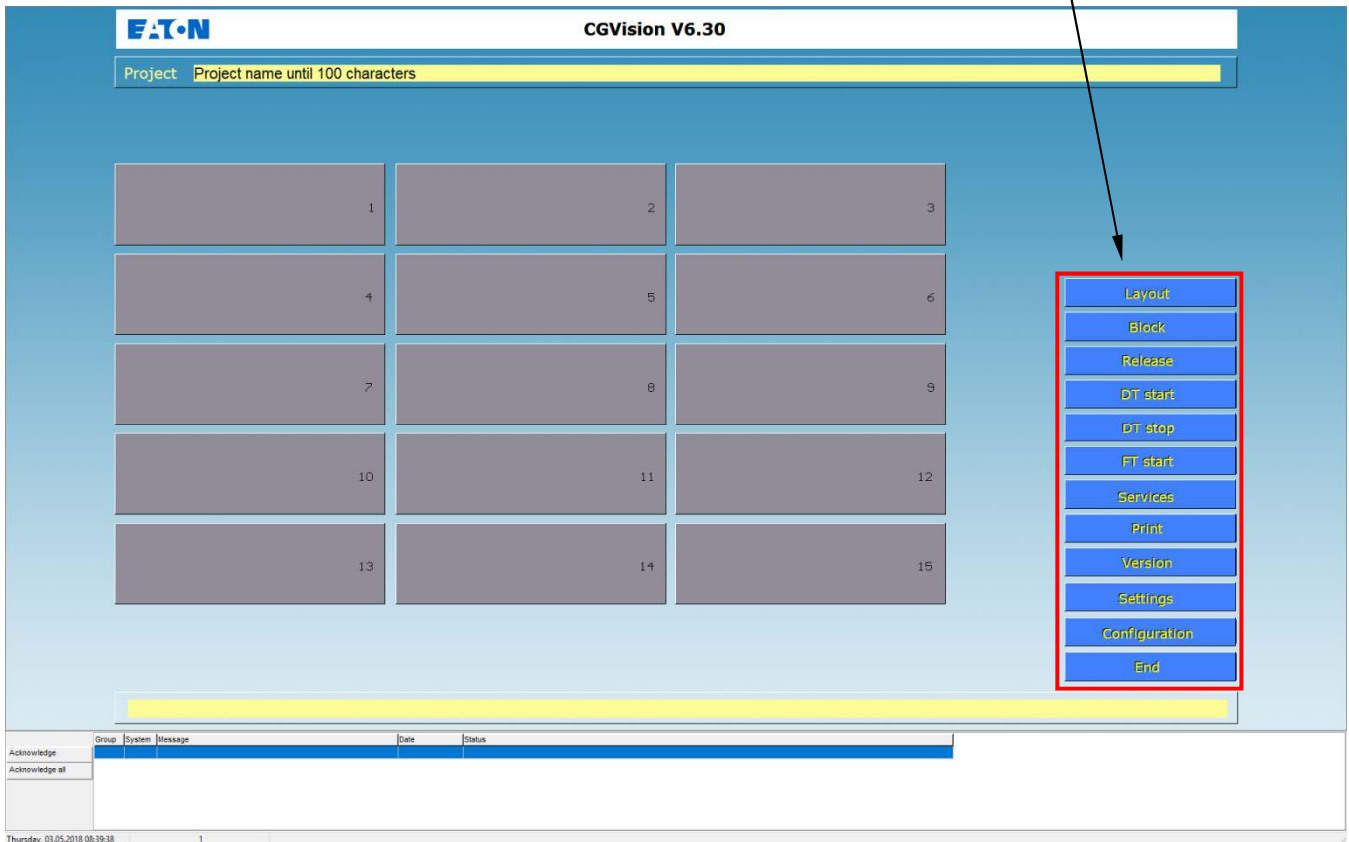 EATON
CGVision V6.30
Project Project name until 100 characters
1 2 3
4 5 6
7 8 9
10 11 12
13 14 15
Layout
Block
Release
DT start
DT stop
FT start
Services
Print
Version
Settings
Configuration
End
Group System Message Date Status
Acknowledge
Acknowledge all
Thursday, 03.05.2018 08:39:38 1